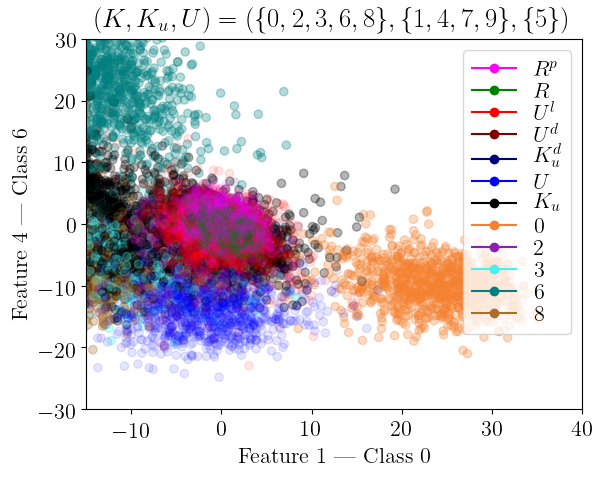 (K, K_u, U) = ({0, 2, 3, 6, 8}, {1, 4, 7, 9}, {5})
30
20
10
0
−10
−20
−30
Feature 4 — Class 6
−10
0
10
20
30
40
Feature 1 — Class 0
R^p
R
U^l
U^d
K_u^d
U
K_u
0
2
3
6
8